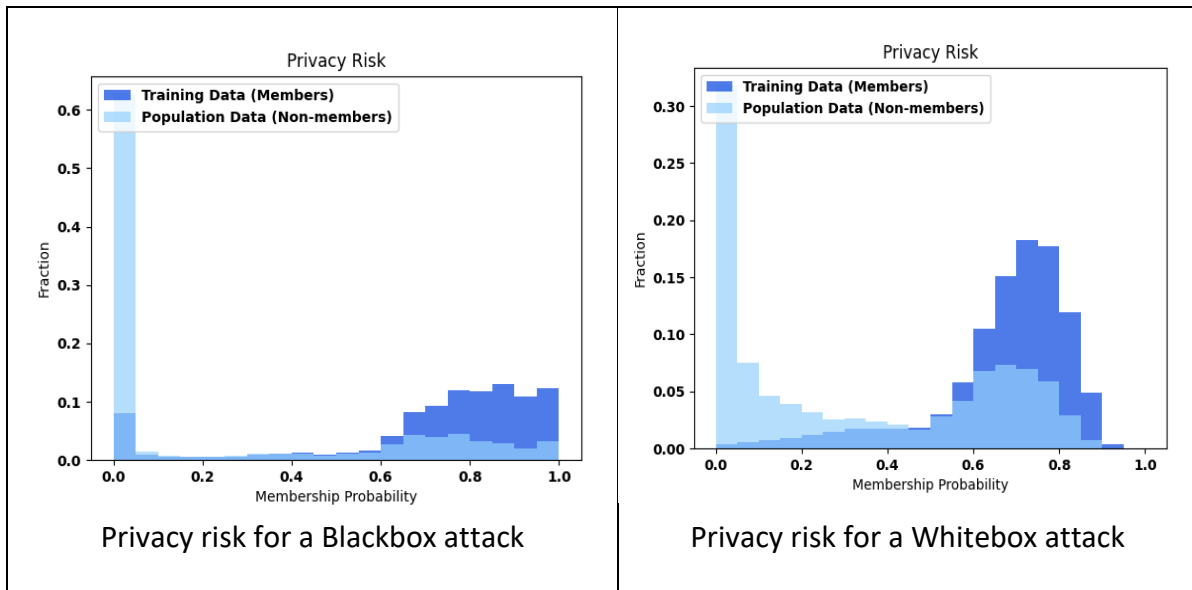 Privacy Risk
Training Data (Members)
Population Data (Non-members)
0.6
0.5
0.4
0.3
0.2
0.1
0.0
Fraction
0.0 0.2 0.4 0.6 0.8 1.0
Membership Probability
Privacy risk for a Blackbox attack
Privacy Risk
Training Data (Members)
Population Data (Non-members)
0.30
0.25
0.20
0.15
0.10
0.05
0.00
Fraction
0.0 0.2 0.4 0.6 0.8 1.0
Membership Probability
Privacy risk for a Whitebox attack